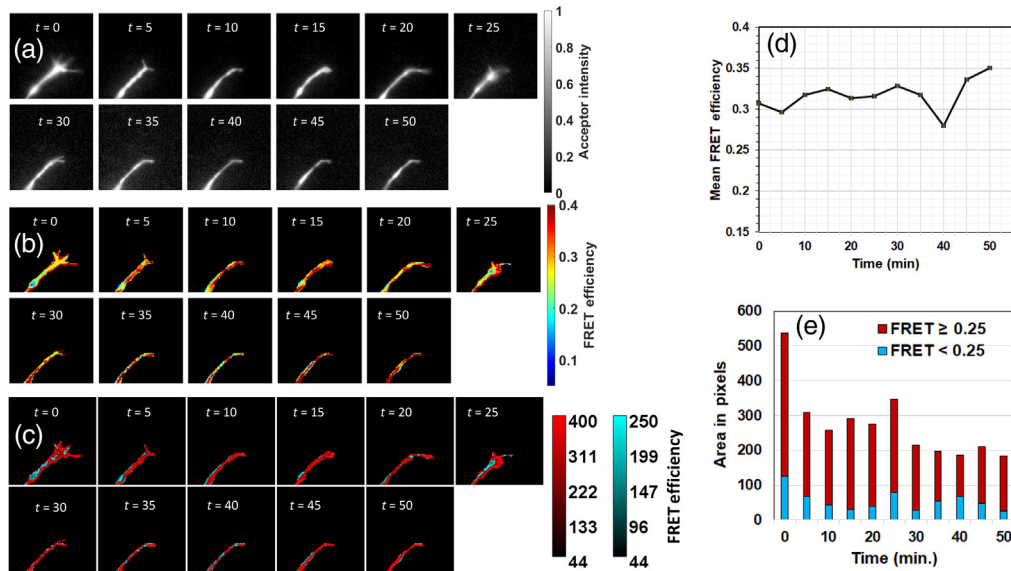 (a)
t = 0
t = 5
t = 10
t = 15
t = 20
t = 25
t = 30
t = 35
t = 40
t = 45
t = 50
1
0.8
0.6
0.4
0.2
0
Acceptor intensity
(b)
t = 0
t = 5
t = 10
t = 15
t = 20
t = 25
t = 30
t = 35
t = 40
t = 45
t = 50
0.4
0.3
0.2
0.1
FRET efficiency
(c)
t = 0
t = 5
t = 10
t = 15
t = 20
t = 25
t = 30
t = 35
t = 40
t = 45
t = 50
400
311
222
133
44
250
199
147
96
44
FRET efficiency
(d)
0.4
0.35
0.3
0.25
0.2
0.15
Mean FRET efficiency
0 10 20 30 40 50
Time (min)
(e)
FRET ≥ 0.25
FRET < 0.25
600
500
400
300
200
100
0
Area in pixels
0 5 10 15 20 25 30 35 40 45 50
Time (min.)